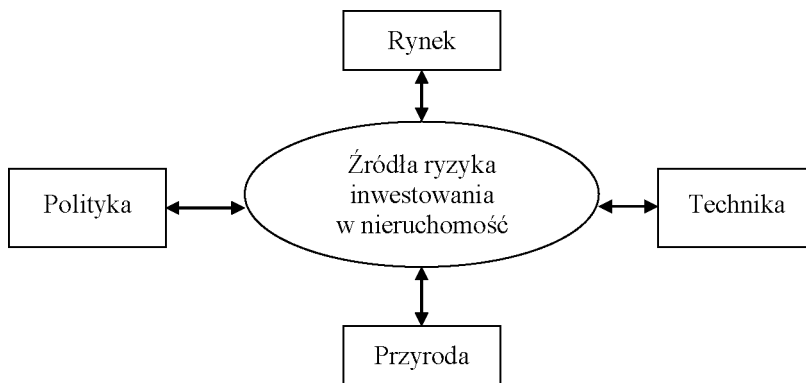 Rynek
Źródła ryzyka
inwestowania
w nieruchomość
Polityka
Technika
Przyroda